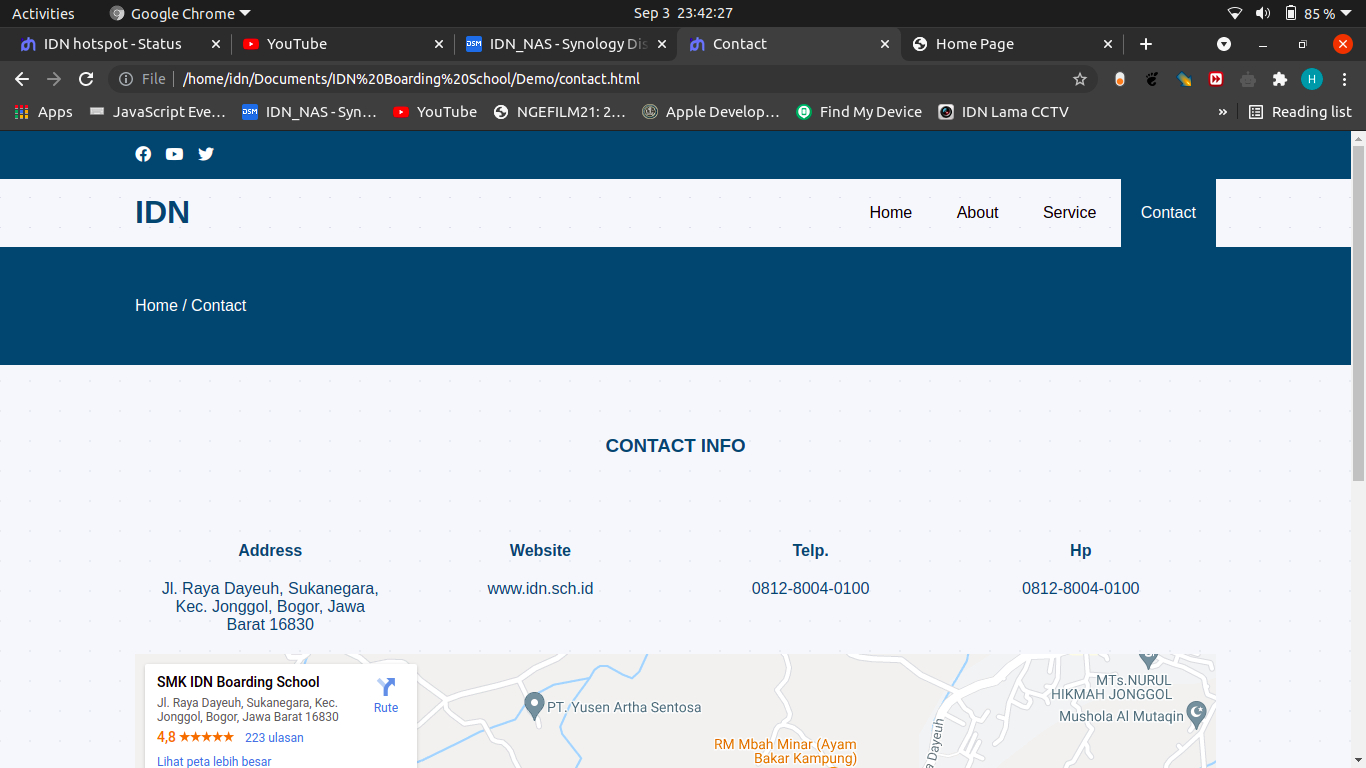 Activities
Google Chrome
Sep 3 23:42:27
85 %
IDN hotspot - Status
YouTube
IDN_NAS - Synology Dis
Contact
Home Page
File
/home/idn/Documents/IDN%20Boarding%20School/Demo/contact.html
H
Apps
JavaScript Eve…
IDN_NAS - Syn…
YouTube
NGEFILM21: 2…
Apple Develop…
Find My Device
IDN Lama CCTV
»
Reading list
IDN
Home
About
Service
Contact
Home / Contact
CONTACT INFO
Address
Jl. Raya Dayeuh, Sukanegara,
Kec. Jonggol, Bogor, Jawa
Barat 16830
Website
www.idn.sch.id
Telp.
0812-8004-0100
Hp
0812-8004-0100
SMK IDN Boarding School
Jl. Raya Dayeuh, Sukanegara, Kec.
Jonggol, Bogor, Jawa Barat 16830
Rute
4,8 ★★★★★ 223 ulasan
Lihat peta lebih besar
PT. Yusen Artha Sentosa
RM Mbah Minar (Ayam
Bakar Kampung)
a Dayeuh
MTs.NURUL
HIKMAH JONGGOL
Mushola Al Mutaqin